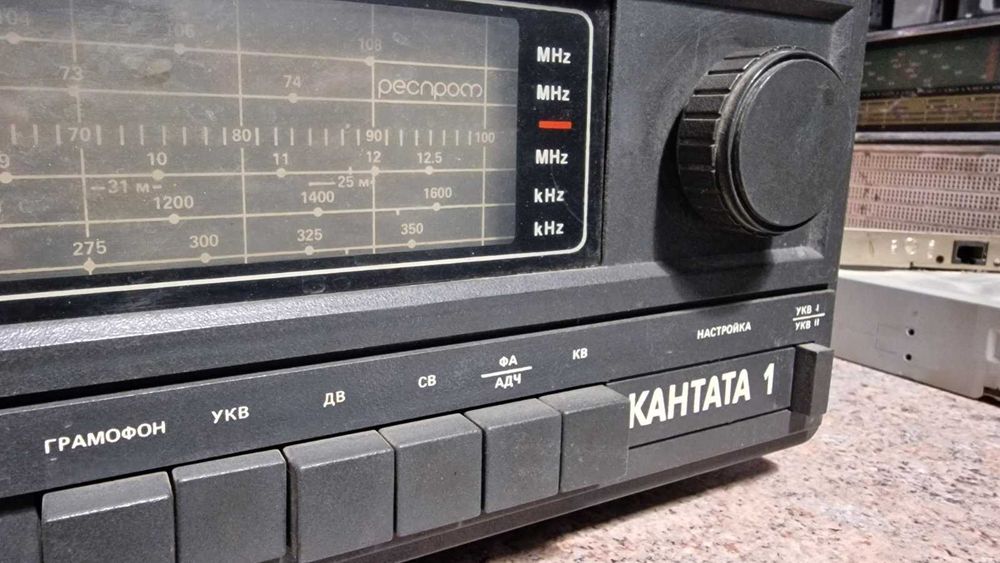 104 106 108 MHz
73 74 респром MHz
70 80 90 100
9 10 11 12 12.5 MHz
31 м 25 м
1200 1400 1600 kHz
275 300 325 350 kHz
ГРАМОФОН УКВ ДВ СВ ФА КВ НАСТРОЙКА УКВ I
АДЧ УКВ II
КАНТАТА 1